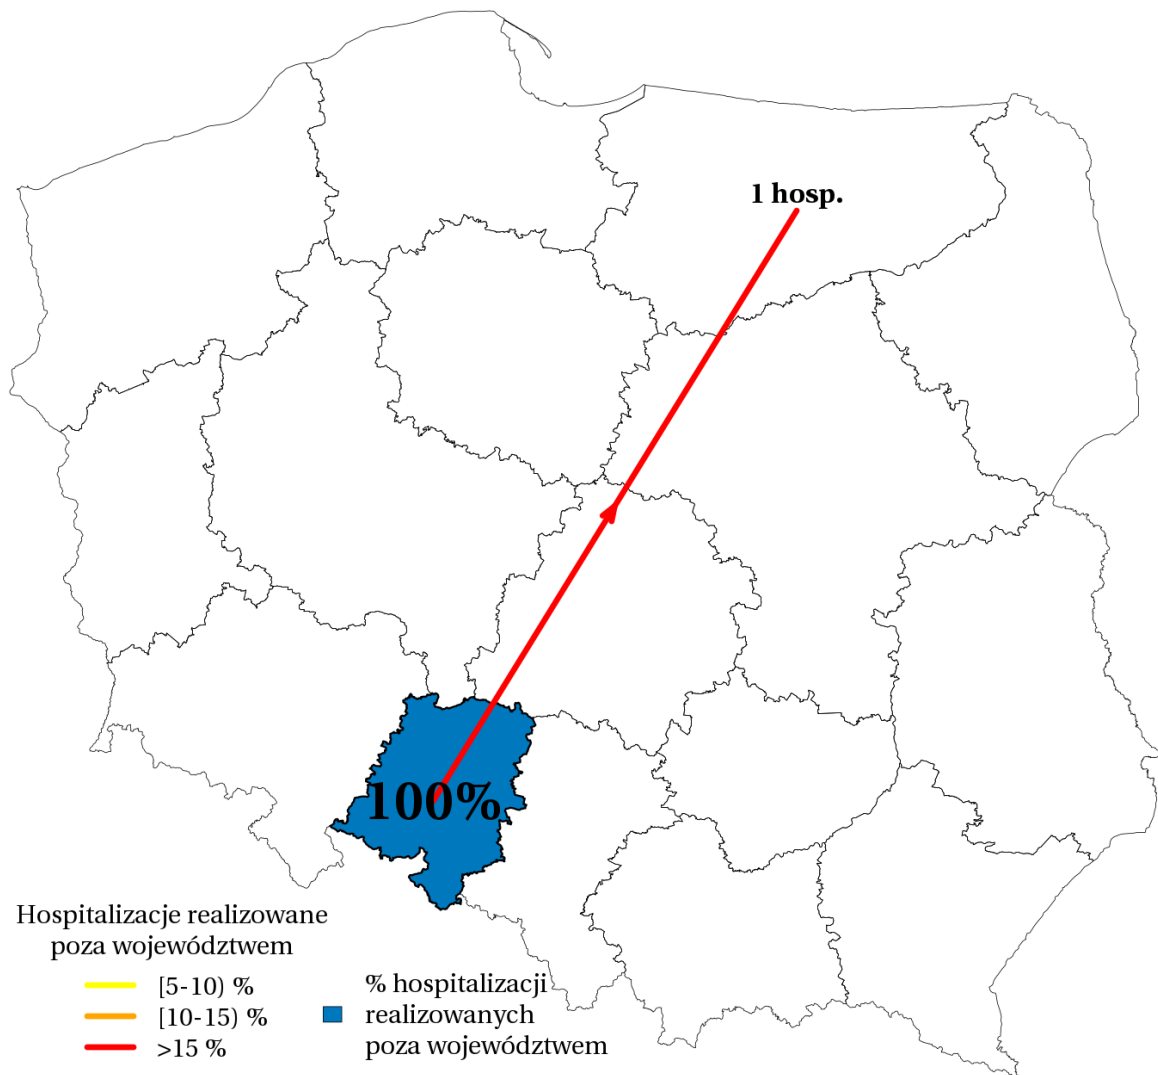 1 hosp.
100%
Hospitalizacje realizowane
poza województwem
[5-10) %
[10-15) %
>15 %
% hospitalizacji
realizowanych
poza województwem